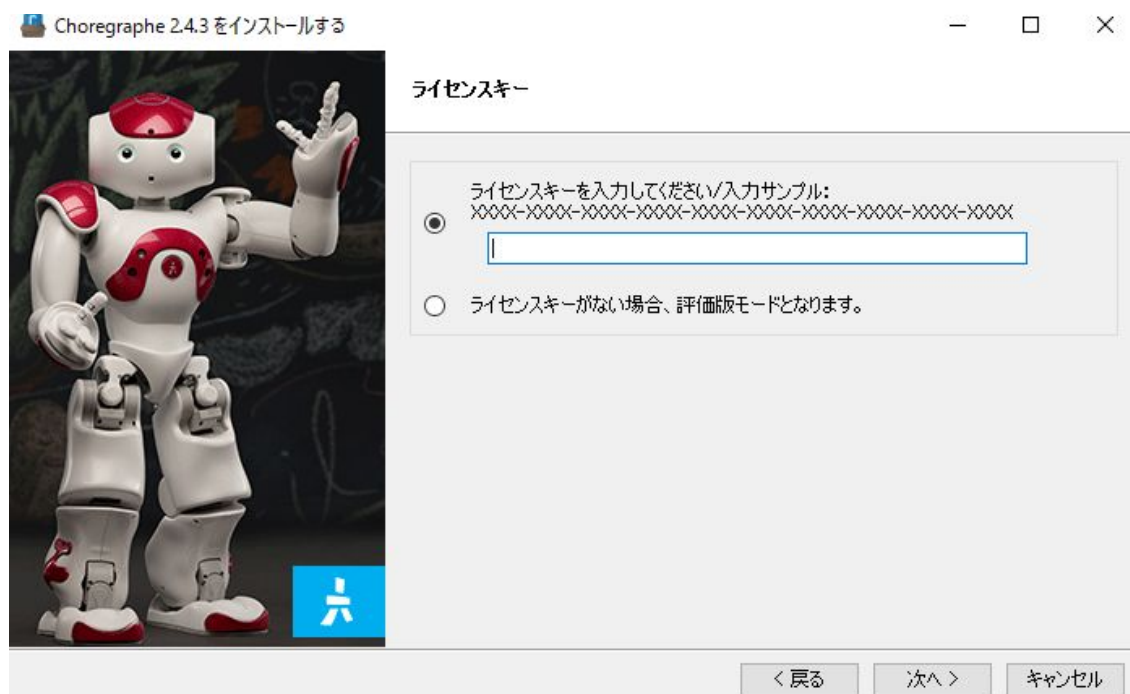 Choregraphe 2.4.3 をインストールする
ライセンスキー
ライセンスキーを入力してください/入力サンプル:
XXXX-XXXX-XXXX-XXXX-XXXX-XXXX-XXXX-XXXX-XXXX-XXXX
ライセンスキーがない場合、評価版モードとなります。
< 戻る
次へ >
キャンセル